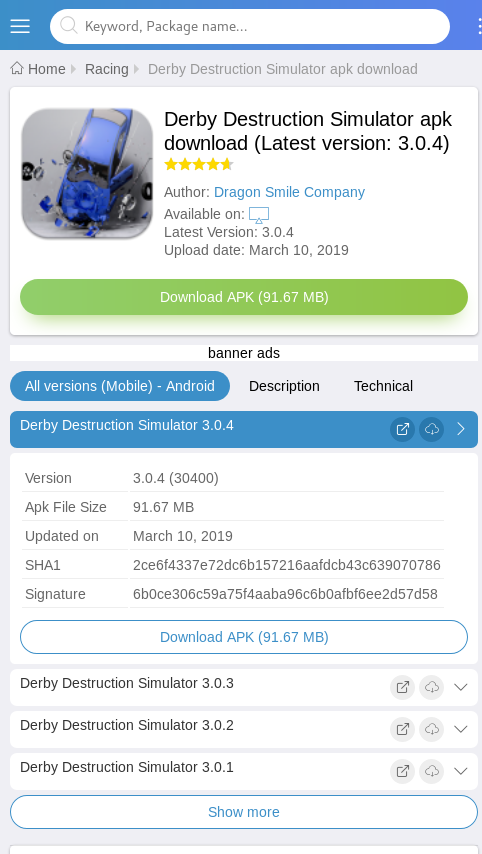 Keyword, Package name...
Home Racing Derby Destruction Simulator apk download
Derby Destruction Simulator apk
download (Latest version: 3.0.4)
Author: Dragon Smile Company
Available on:
Latest Version: 3.0.4
Upload date: March 10, 2019
Download APK (91.67 MB)
banner ads
All versions (Mobile) - Android Description Technical
Derby Destruction Simulator 3.0.4
Version 3.0.4 (30400)
Apk File Size 91.67 MB
Updated on March 10, 2019
SHA1 2ce6f4337e72dc6b157216aafdcb43c639070786
Signature 6b0ce306c59a75f4aaba96c6b0afbf6ee2d57d58
Download APK (91.67 MB)
Derby Destruction Simulator 3.0.3
Derby Destruction Simulator 3.0.2
Derby Destruction Simulator 3.0.1
Show more